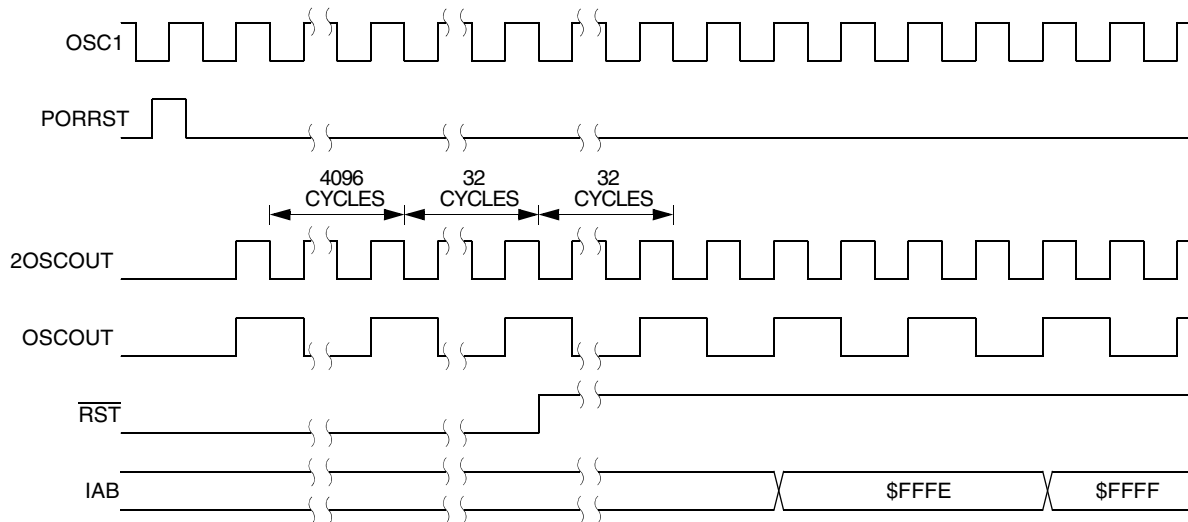 OSC1
PORRST
4096
CYCLES
32
CYCLES
32
CYCLES
2OSCOUT
OSCOUT
RST
IAB
$FFFE
$FFFF